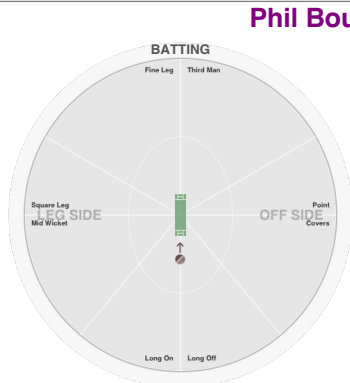 Phil Bou
BATTING
Fine Leg Third Man
Square Leg Point
LEG SIDE OFF SIDE
Mid Wicket Covers
Long On Long Off